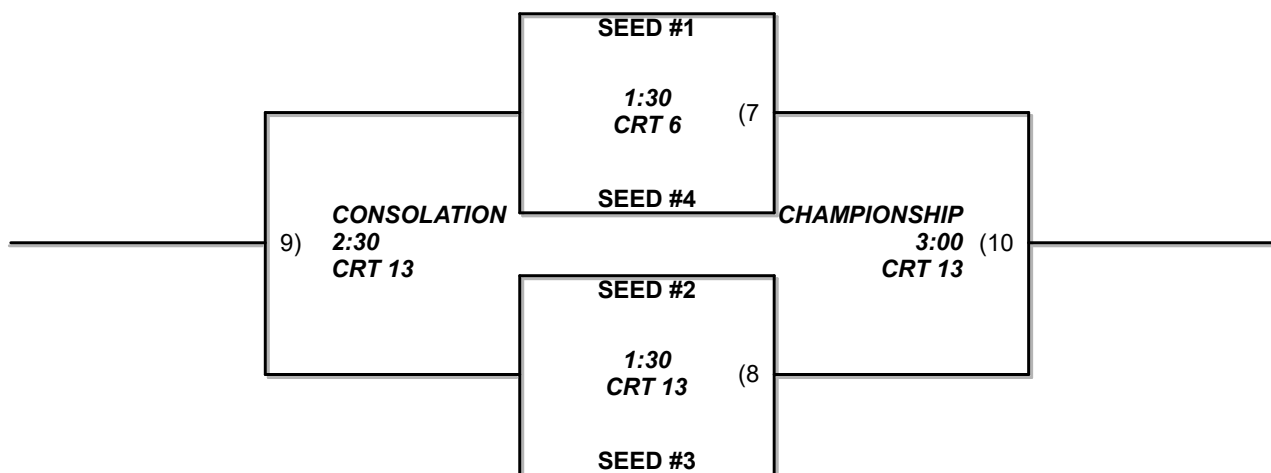 SEED #1
1:30
CRT 6
(7
SEED #4
CONSOLATION
2:30
CRT 13
9)
CHAMPIONSHIP
3:00
CRT 13
(10
SEED #2
1:30
CRT 13
(8
SEED #3